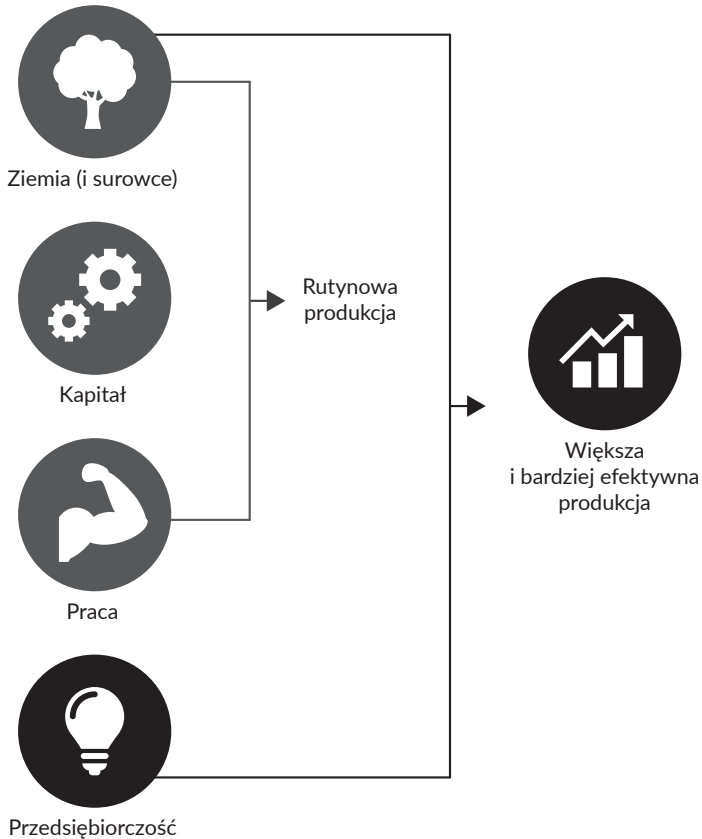 Ziemia (i surowce)
Kapitał
Praca
Przedsiębiorczość
Rutynowa
produkcja
Większa
i bardziej efektywna
produkcja